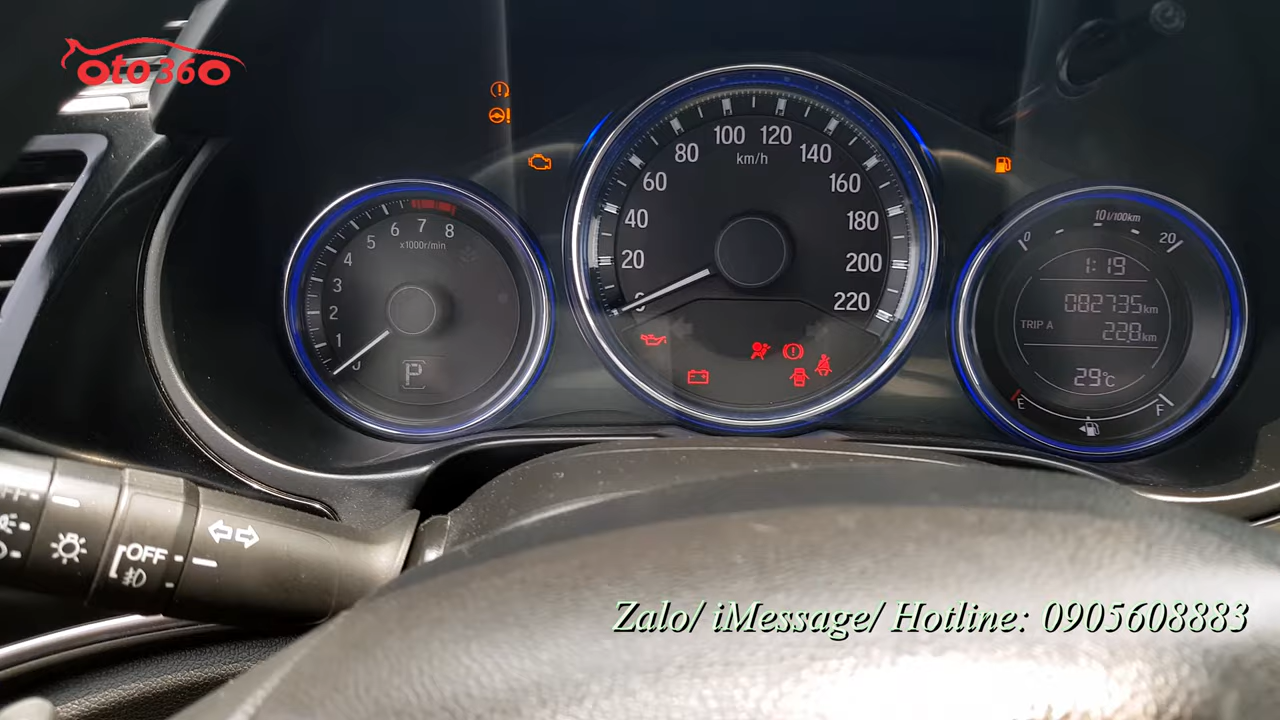 oto360
1
2
3
4
5
6
7
8
x1000r/min
P
20
40
60
80
100
120
140
160
180
200
220
km/h
10 l/100km
0
20
1:19
082735km
TRIP A
22.8km
29°C
E
F
OFF
Zalo/ iMessage/ Hotline: 0905608883